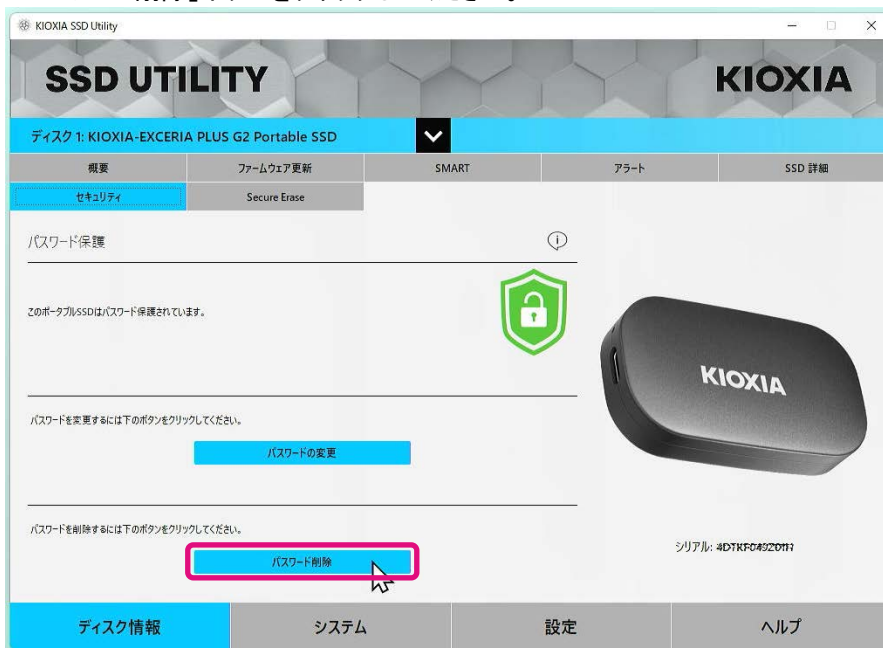 KIOXIA SSD Utility
SSD UTILITY
KIOXIA
ディスク 1: KIOXIA-EXCERIA PLUS G2 Portable SSD
概要 ファームウェア更新 SMART アラート SSD 詳細
セキュリティ Secure Erase
パスワード保護
このポータブルSSDはパスワード保護されています。
KIOXIA
パスワードを変更するには下のボタンをクリックしてください。
パスワードの変更
パスワードを削除するには下のボタンをクリックしてください。
パスワード削除
シリアル:
ディスク情報 システム 設定 ヘルプ